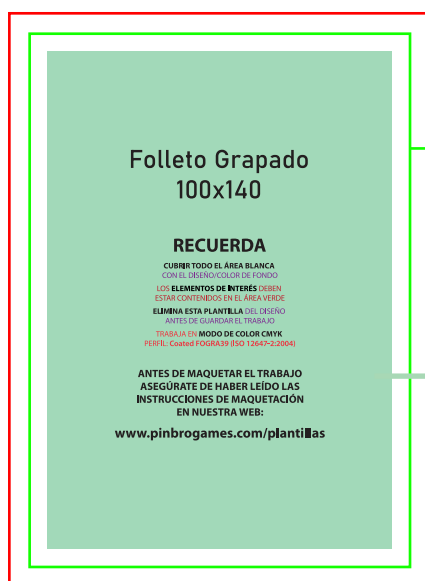 Folleto Grapado
100x140
RECUERDA
CUBRIR TODO EL ÁREA BLANCA
CON EL DISEÑO/COLOR DE FONDO
LOS ELEMENTOS DE INTERÉS DEBEN
ESTAR CONTENIDOS EN EL ÁREA VERDE
ELIMINA ESTA PLANTILLA DEL DISEÑO
ANTES DE GUARDAR EL TRABAJO
TRABAJA EN MODO DE COLOR CMYK
PERFÍL: Coated FOGRA39 (ISO 12647-2:2004)
ANTES DE MAQUETAR EL TRABAJO
ASEGÚRATE DE HABER LEÍDO LAS
INSTRUCCIONES DE MAQUETACIÓN
EN NUESTRA WEB:
www.pinbrogames.com/plantillas